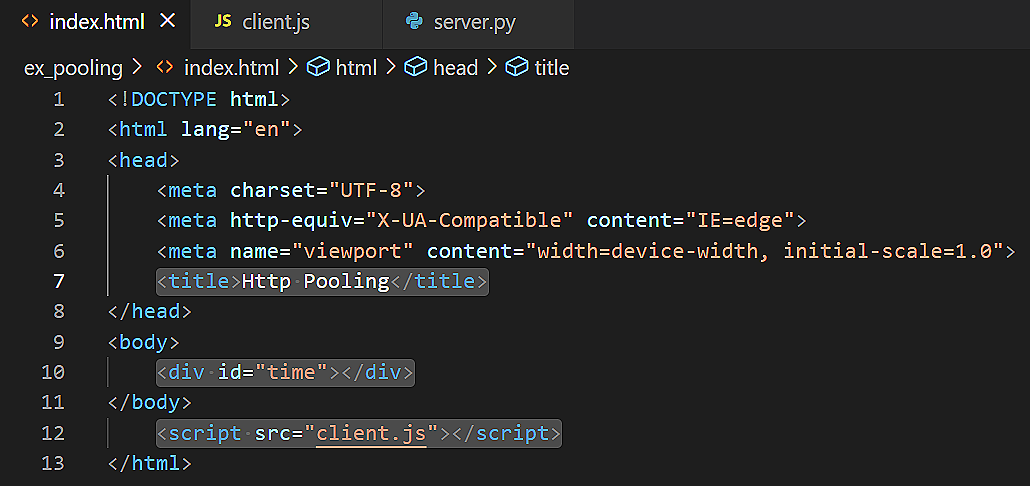 index.html × JS client.js server.py
ex_pooling > index.html > html > head > title
1 <!DOCTYPE html>
2 <html lang="en">
3 <head>
4 <meta charset="UTF-8">
5 <meta http-equiv="X-UA-Compatible" content="IE=edge">
6 <meta name="viewport" content="width=device-width, initial-scale=1.0">
7 <title>Http Pooling</title>
8 </head>
9 <body>
10 <div id="time"></div>
11 </body>
12 <script src="client.js"></script>
13 </html>